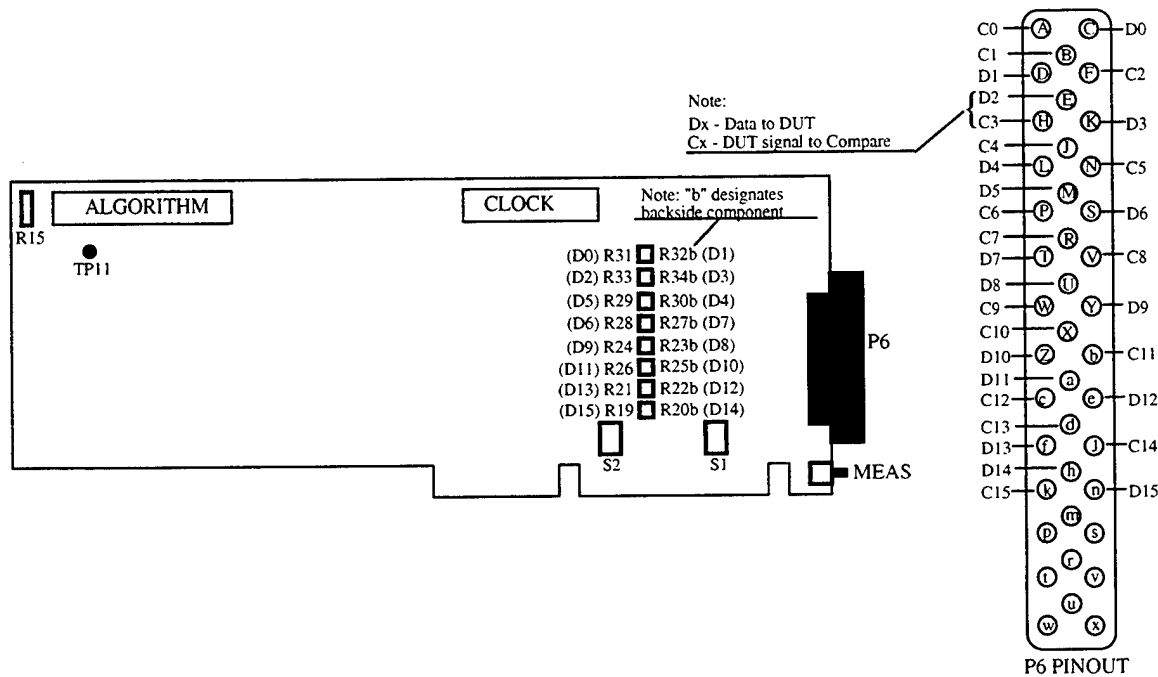 C0 A C D0
C1 B
D1 D F C2
D2 E
C3 H K D3
C4 J
D4 L N C5
D5 M
C6 P S D6
C7 R
D7 T V C8
D8 U
C9 W Y D9
C10 X
D10 Z b C11
D11 a
C12 c e D12
C13 d
D13 f J C14
D14 h
C15 k n D15
m
p s
r
t v
u
w x
P6 PINOUT
Note:
Dx - Data to DUT
Cx - DUT signal to Compare
R15
ALGORITHM
TP11
CLOCK
Note: "b" designates
backside component
(D0) R31 R32b (D1)
(D2) R33 R34b (D3)
(D5) R29 R30b (D4)
(D6) R28 R27b (D7)
(D9) R24 R23b (D8)
(D11) R26 R25b (D10)
(D13) R21 R22b (D12)
(D15) R19 R20b (D14)
S2 S1
P6
MEAS